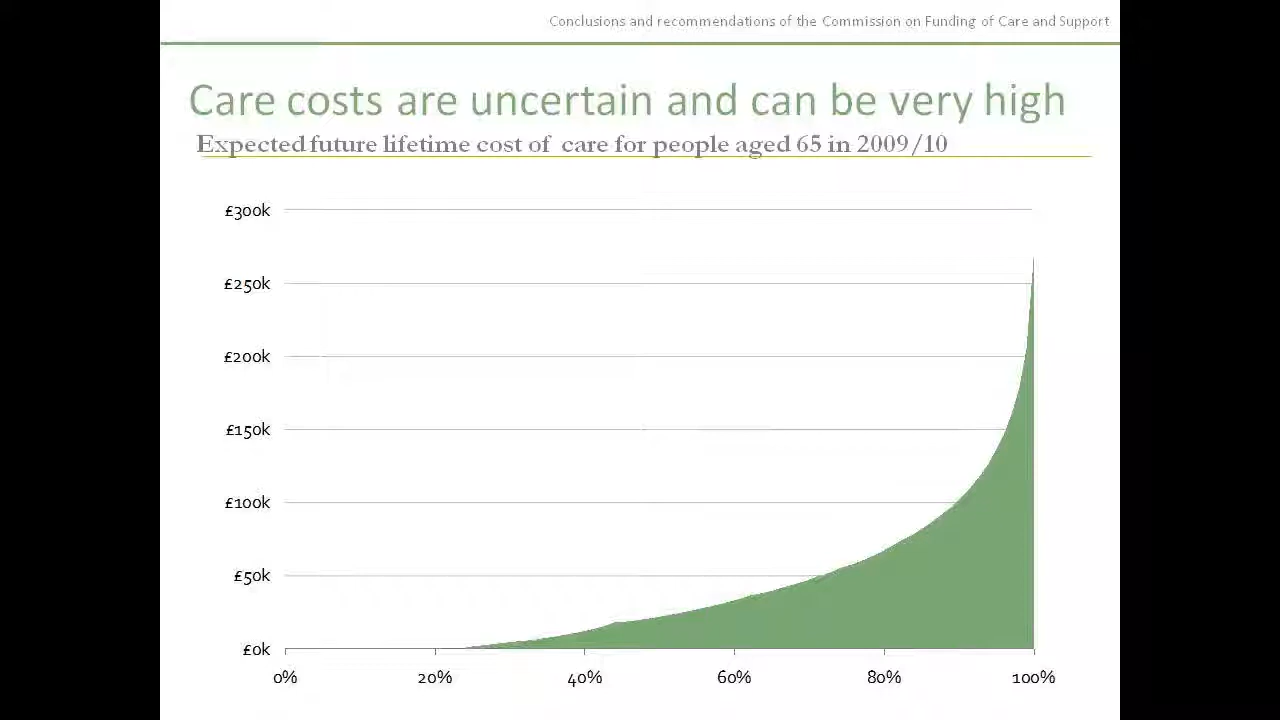 Conclusions and recommendations of the Commission on Funding of Care and Support
Care costs are uncertain and can be very high
Expected future lifetime cost of care for people aged 65 in 2009/10
£300k
£250k
£200k
£150k
£100k
£50k
£0k
0% 20% 40% 60% 80% 100%